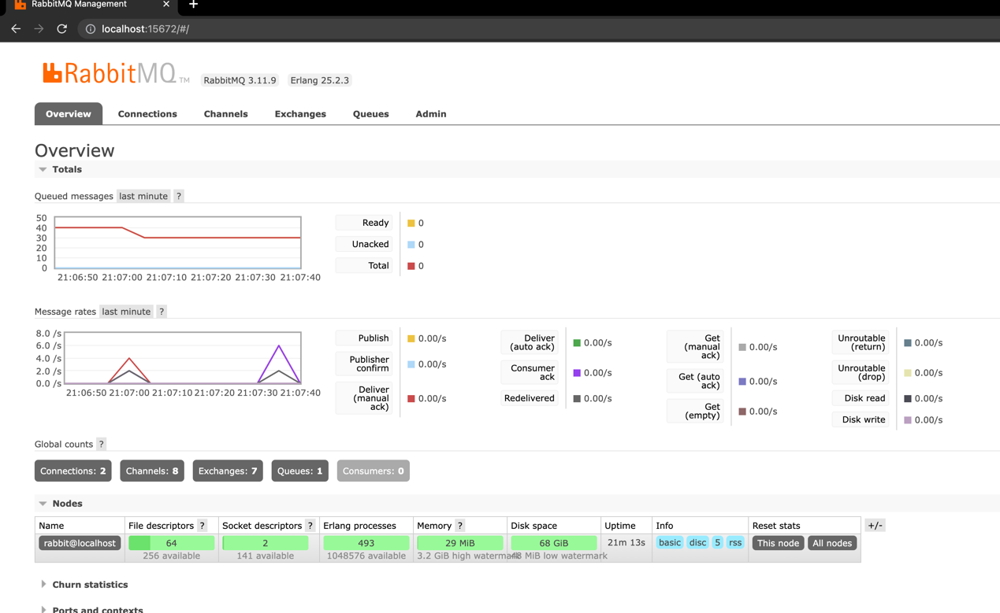 RabbitMQ Management × +
localhost:15672/#/
RabbitMQ TM RabbitMQ 3.11.9 Erlang 25.2.3
Overview Connections Channels Exchanges Queues Admin
Overview
Totals
Queued messages last minute ?
50
40
30
20
10
0
21:06:50 21:07:00 21:07:10 21:07:20 21:07:30 21:07:40
Ready 0
Unacked 0
Total 0
Message rates last minute ?
8.0 /s
6.0 /s
4.0 /s
2.0 /s
0.0 /s
21:06:50 21:07:00 21:07:10 21:07:20 21:07:30 21:07:40
Publish 0.00/s
Publisher
confirm 0.00/s
Deliver
(manual
ack) 0.00/s
Deliver
(auto ack) 0.00/s
Consumer
ack 0.00/s
Redelivered 0.00/s
Get
(manual
ack) 0.00/s
Get (auto
ack) 0.00/s
Get
(empty) 0.00/s
Unroutable
(return) 0.00/s
Unroutable
(drop) 0.00/s
Disk read 0.00/s
Disk write 0.00/s
Global counts ?
Connections: 2 Channels: 8 Exchanges: 7 Queues: 1 Consumers: 0
Nodes
Name File descriptors ? Socket descriptors ? Erlang processes Memory ? Disk space Uptime Info Reset stats +/-
rabbit@localhost 64 2 493 29 MiB 68 GiB 21m 13s basic disc 5 rss This node All nodes
256 available 141 available 1048576 available 3.2 GiB high watermark 48 MiB low watermark
Churn statistics
Ports and contexts